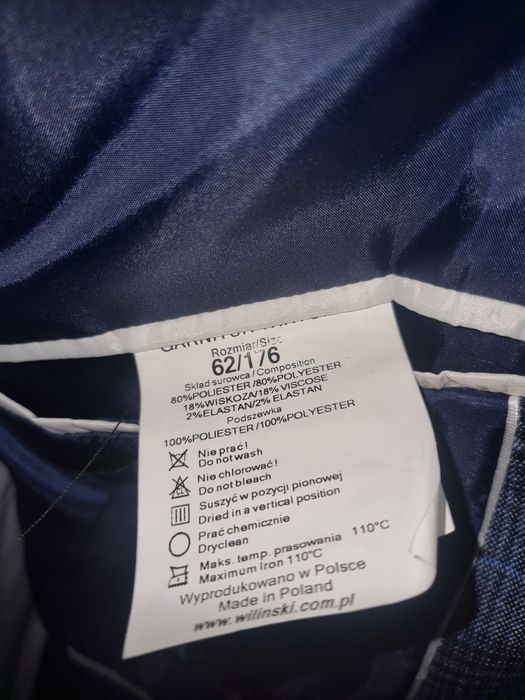 Rozmiar/Size
62/176
Skład surowca / Composition
80%POLIESTER /80%POLYESTER
18%WISKOZA/18% VISCOSE
2%ELASTAN/2% ELASTAN
Podszewka
100%POLIESTER /100%POLYESTER
Nie prać!
Do not wash
Nie chlorować!
Do not bleach
Suszyć w pozycji pionowej
Dried in a vertical position
Prać chemicznie
Dryclean
Maks. temp. prasowania 110°C
Maximum Iron 110°C
Wyprodukowano w Polsce
Made in Poland
www.wilinski.com.pl